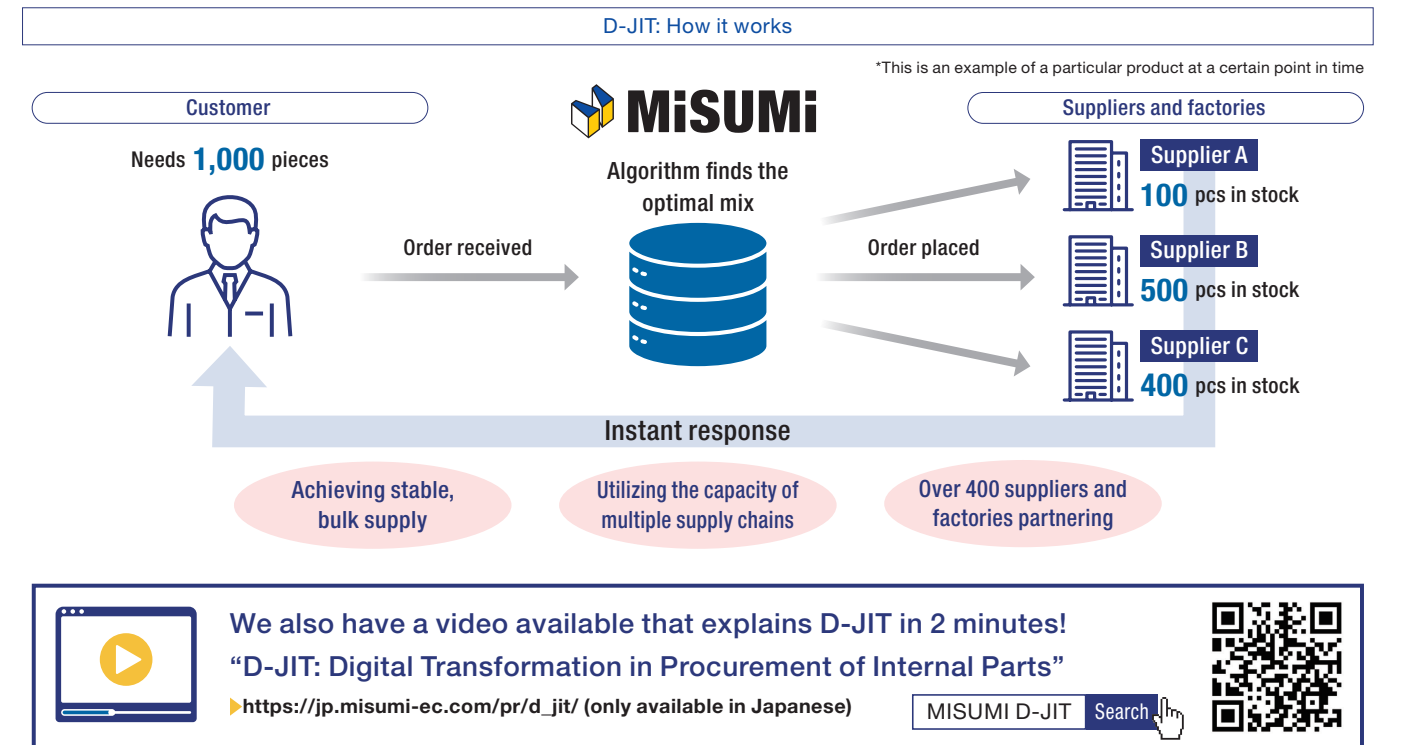 D-JIT: How it works
*This is an example of a particular product at a certain point in time
Customer
Needs 1,000 pieces
Order received
MiSUMi
Algorithm finds the
optimal mix
Order placed
Suppliers and factories
Supplier A
100 pcs in stock
Supplier B
500 pcs in stock
Supplier C
400 pcs in stock
Instant response
Achieving stable,
bulk supply
Utilizing the capacity of
multiple supply chains
Over 400 suppliers and
factories partnering
We also have a video available that explains D-JIT in 2 minutes!
“D-JIT: Digital Transformation in Procurement of Internal Parts”
https://jp.misumi-ec.com/pr/d_jit/ (only available in Japanese)
MISUMI D-JIT Search